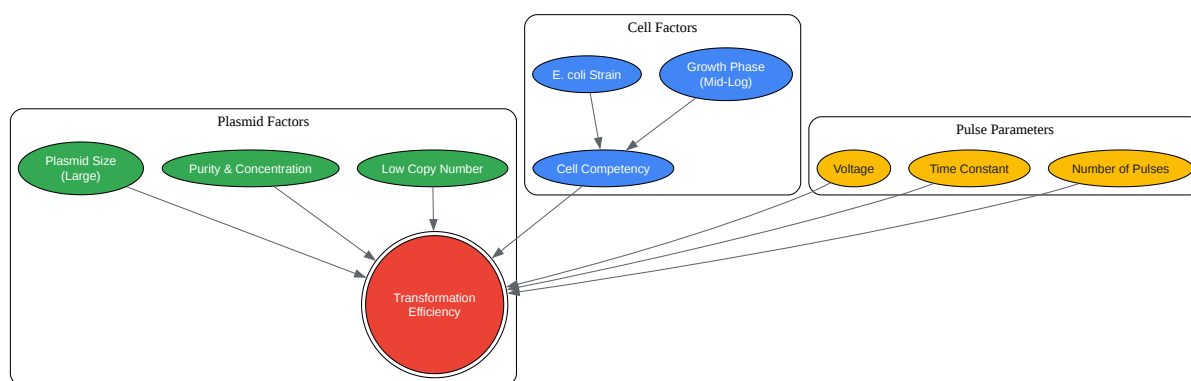 Cell Factors
E. coli Strain
Growth Phase
(Mid-Log)
Cell Competency
Plasmid Factors
Plasmid Size
(Large)
Purity & Concentration
Low Copy Number
Pulse Parameters
Voltage
Time Constant
Number of Pulses
Transformation
Efficiency